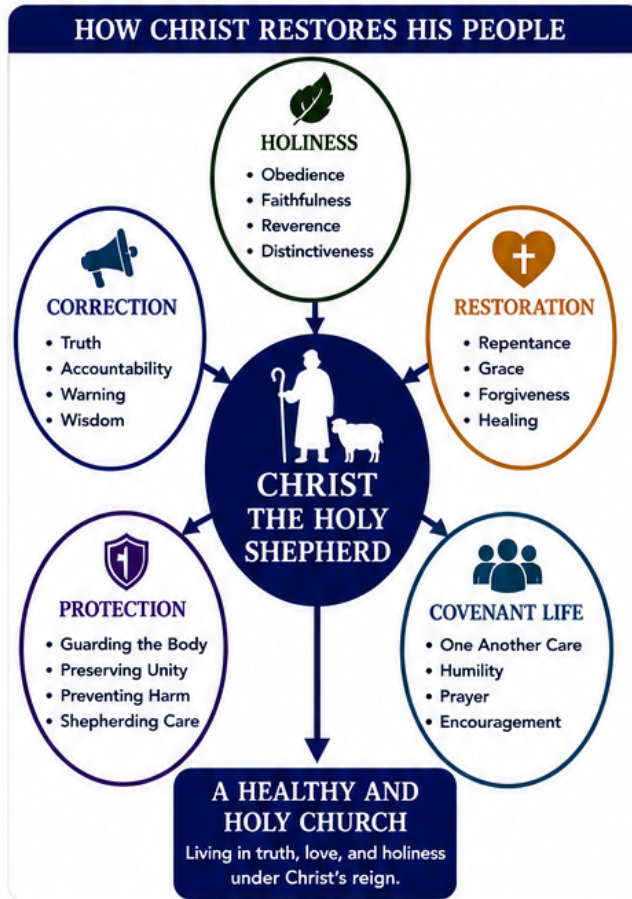 HOW CHRIST RESTORES HIS PEOPLE
HOLINESS
• Obedience
• Faithfulness
• Reverence
• Distinctiveness
CORRECTION
• Truth
• Accountability
• Warning
• Wisdom
RESTORATION
• Repentance
• Grace
• Forgiveness
• Healing
CHRIST
THE HOLY
SHEPHERD
PROTECTION
• Guarding the Body
• Preserving Unity
• Preventing Harm
• Shepherding Care
COVENANT LIFE
• One Another Care
• Humility
• Prayer
• Encouragement
A HEALTHY AND
HOLY CHURCH
Living in truth, love, and holiness
under Christ's reign.